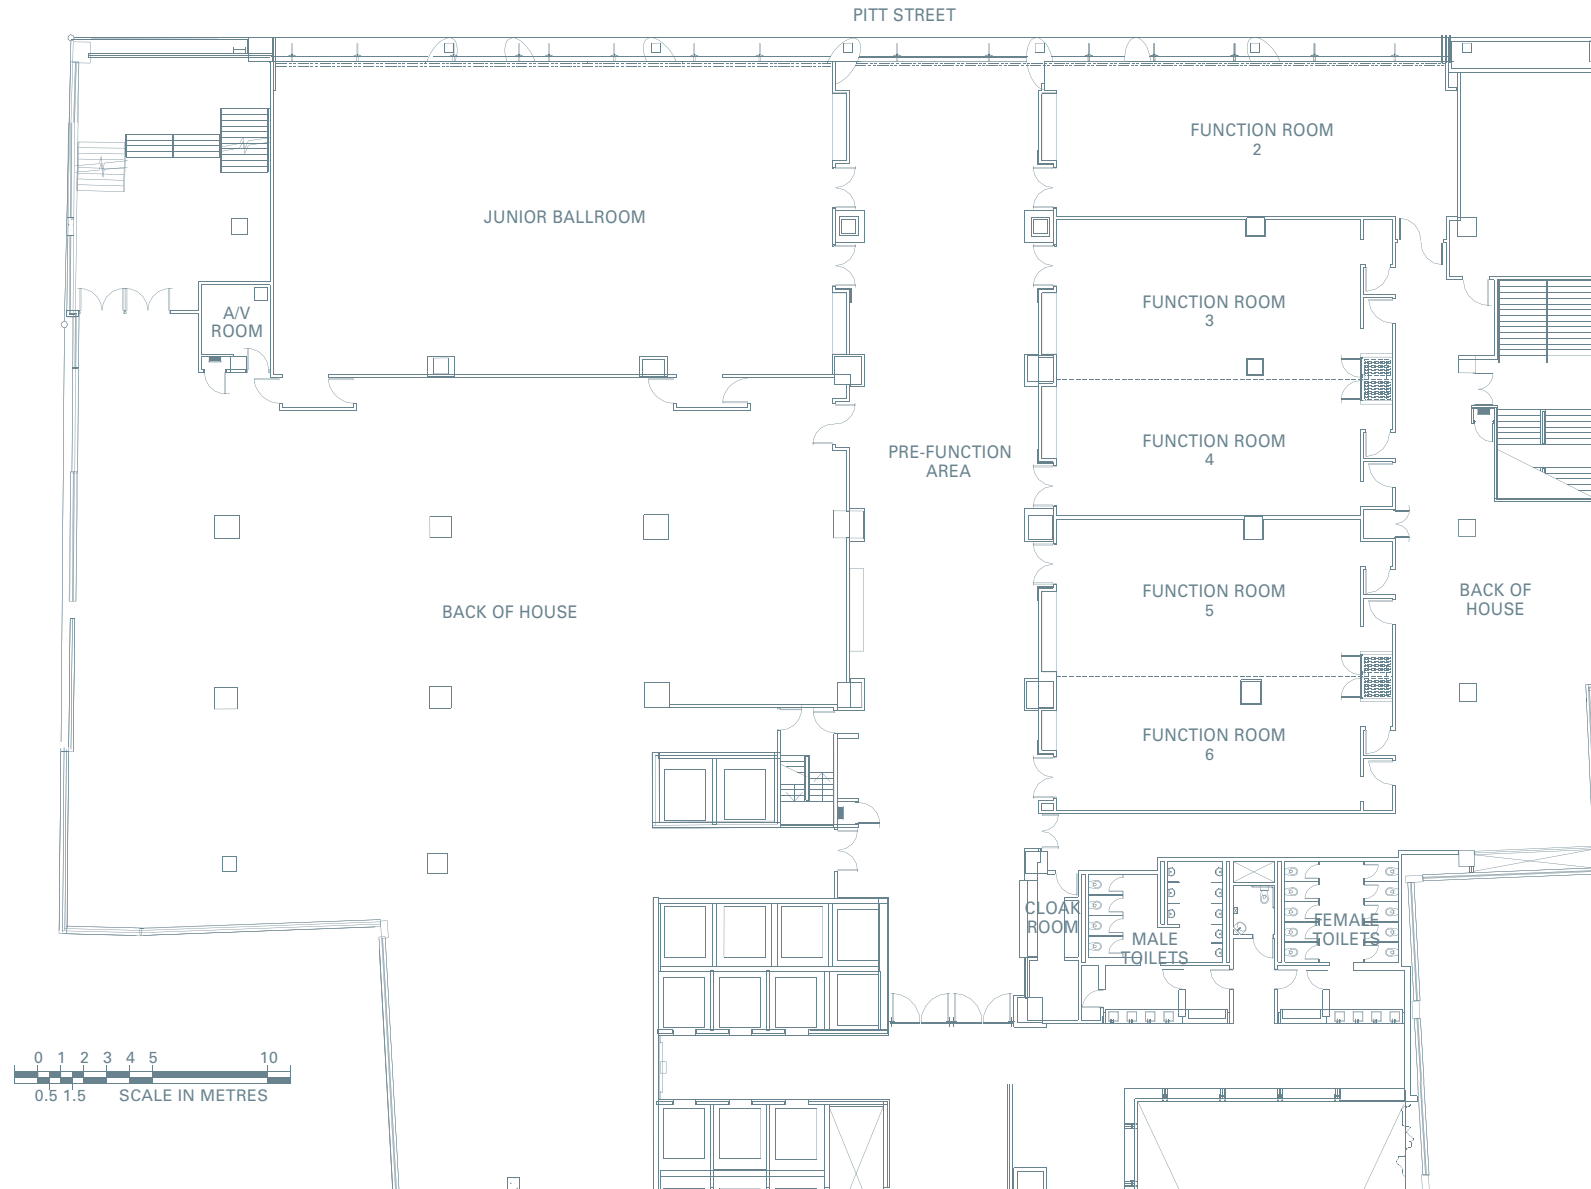 PITT STREET
FUNCTION ROOM
2
JUNIOR BALLROOM
A/V
ROOM
FUNCTION ROOM
3
FUNCTION ROOM
4
PRE-FUNCTION
AREA
BACK OF HOUSE
FUNCTION ROOM
5
BACK OF
HOUSE
FUNCTION ROOM
6
CLOAK
ROOM
MALE
TOILETS
FEMALE
TOILETS
0 1 2 3 4 5 10
0.5 1.5 SCALE IN METRES